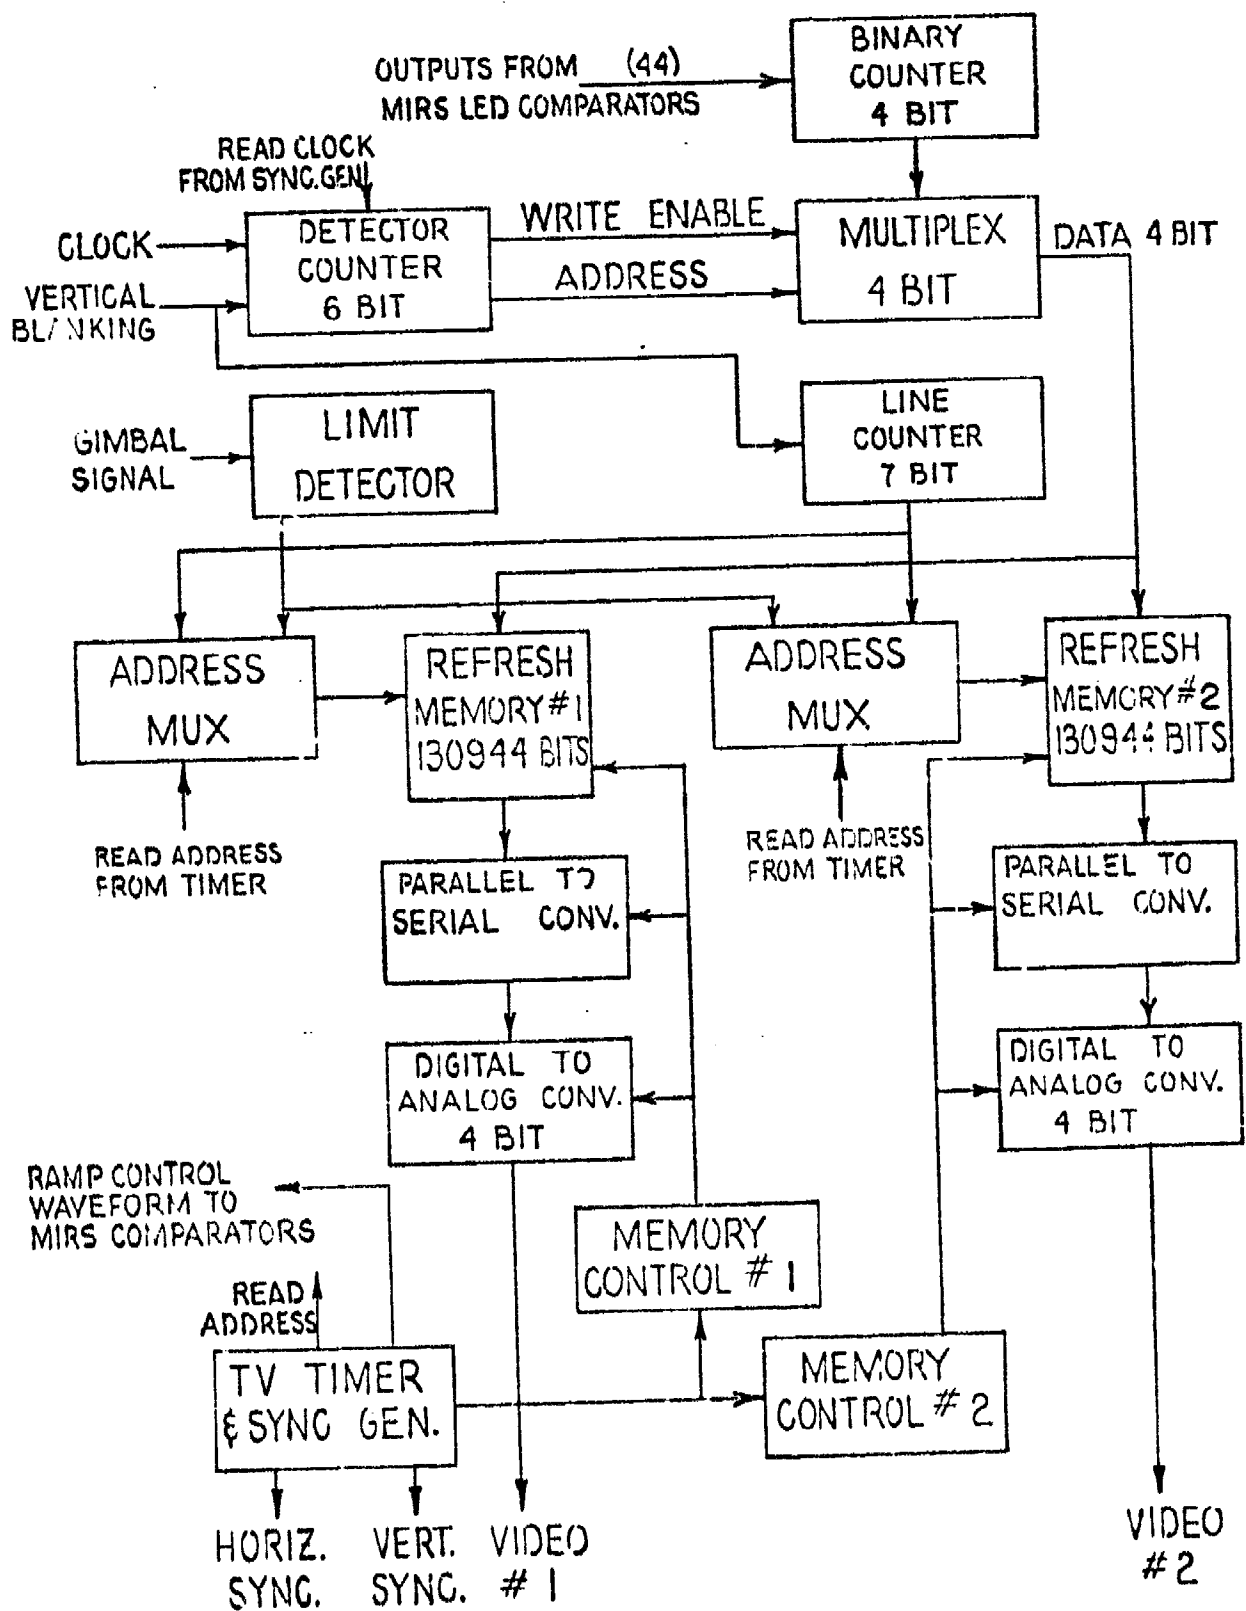 BINARY
COUNTER
4 BIT
OUTPUTS FROM (44)
MIRS LED COMPARATORS
READ CLOCK
FROM SYNC.GEN
CLOCK
VERTICAL
BLANKING
DETECTOR
COUNTER
6 BIT
WRITE ENABLE
ADDRESS
MULTIPLEX
4 BIT
DATA 4 BIT
GIMBAL
SIGNAL
LIMIT
DETECTOR
LINE
COUNTER
7 BIT
ADDRESS
MUX
REFRESH
MEMORY #1
130944 BITS
ADDRESS
MUX
REFRESH
MEMORY #2
130944 BITS
READ ADDRESS
FROM TIMER
READ ADDRESS
FROM TIMER
PARALLEL TO
SERIAL CONV.
PARALLEL TO
SERIAL CONV.
DIGITAL TO
ANALOG CONV.
4 BIT
DIGITAL TO
ANALOG CONV.
4 BIT
RAMP CONTROL
WAVEFORM TO
MIRS COMPARATORS
MEMORY
CONTROL # 1
READ
ADDRESS
TV TIMER
& SYNC GEN.
MEMORY
CONTROL # 2
HORIZ.
SYNC.
VERT.
SYNC.
VIDEO
# 1
VIDEO
#2